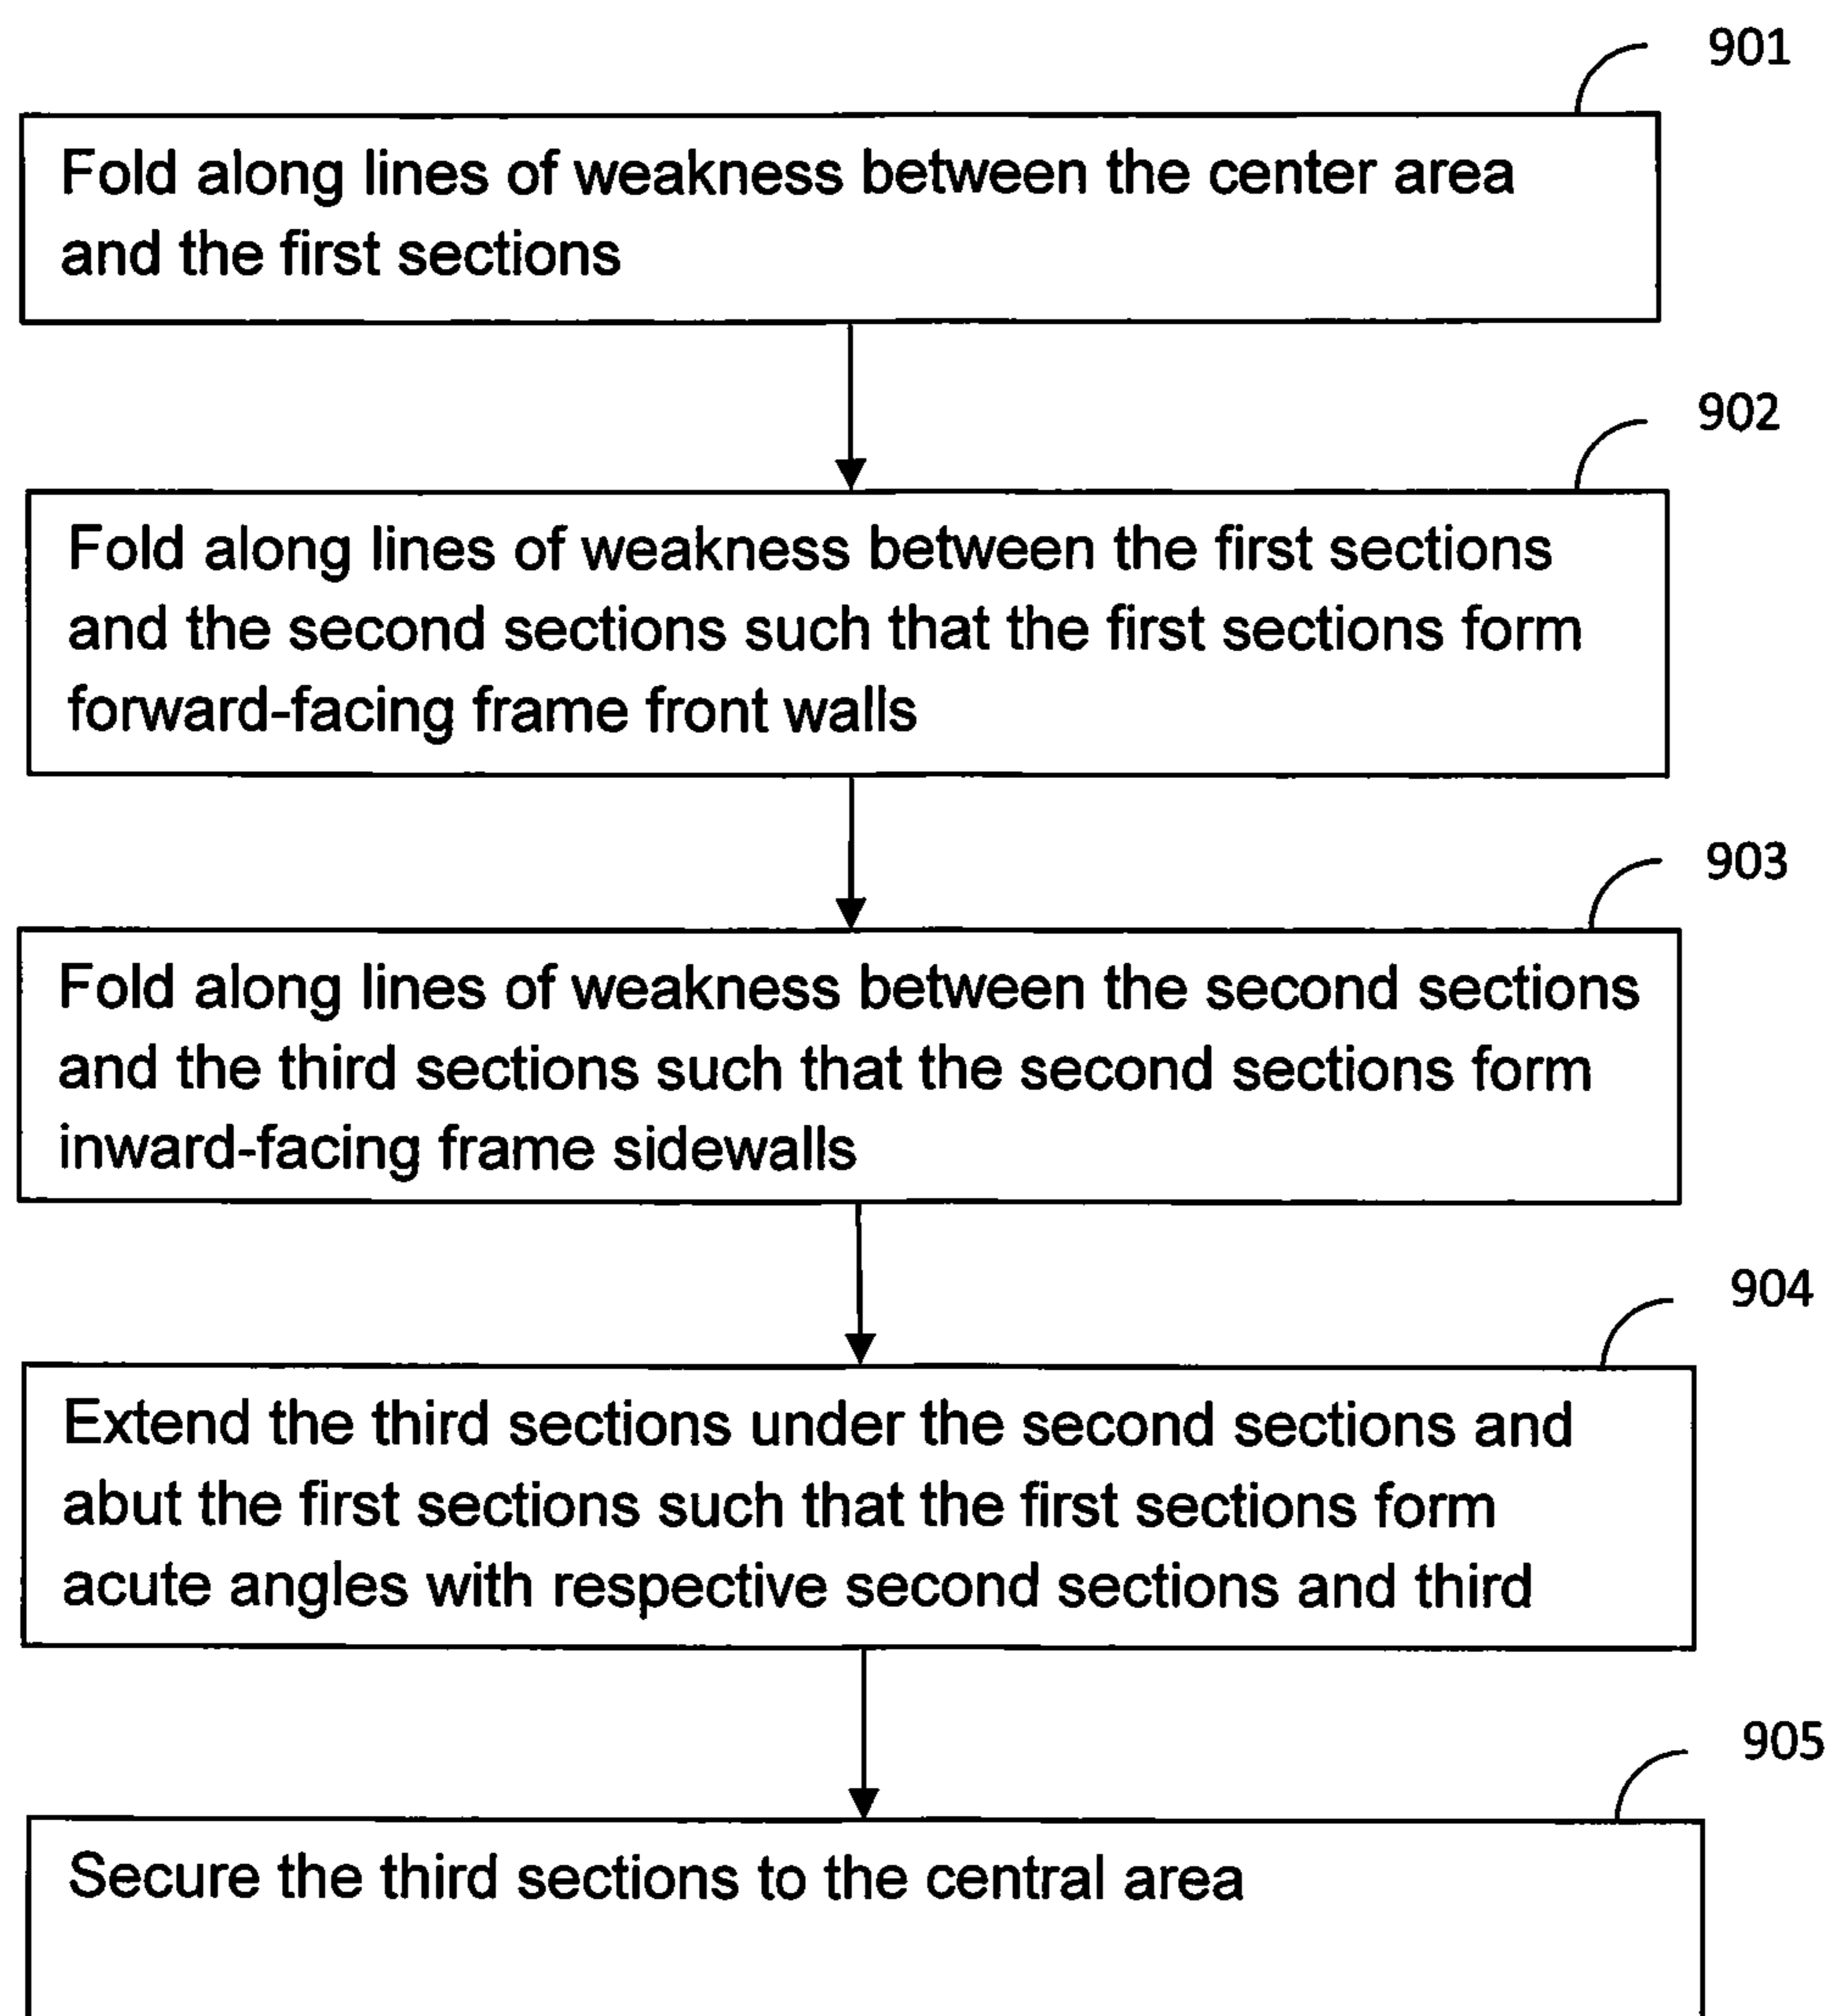 901
Fold along lines of weakness between the center area
and the first sections
902
Fold along lines of weakness between the first sections
and the second sections such that the first sections form
forward-facing frame front walls
903
Fold along lines of weakness between the second sections
and the third sections such that the second sections form
inward-facing frame sidewalls
904
Extend the third sections under the second sections and
abut the first sections such that the first sections form
acute angles with respective second sections and third
905
Secure the third sections to the central area